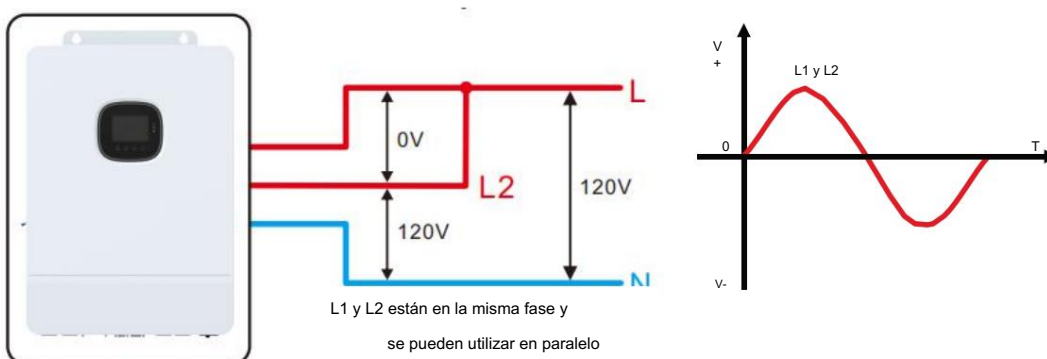 L
0V
L2
120V
120V
N
L1 y L2 están en la misma fase y
se pueden utilizar en paralelo
V
+
L1 y L2
0
T
V-